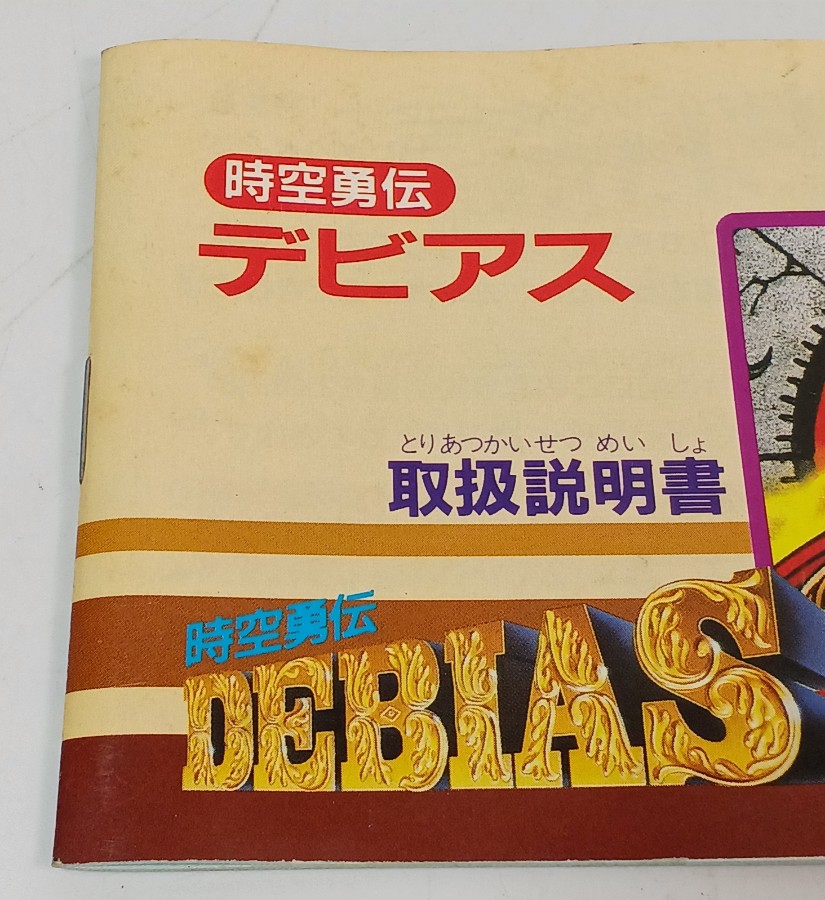 時空勇伝
デビアス
とりあつかいせつ めい しょ
取扱説明書
時空勇伝
DEBIAS